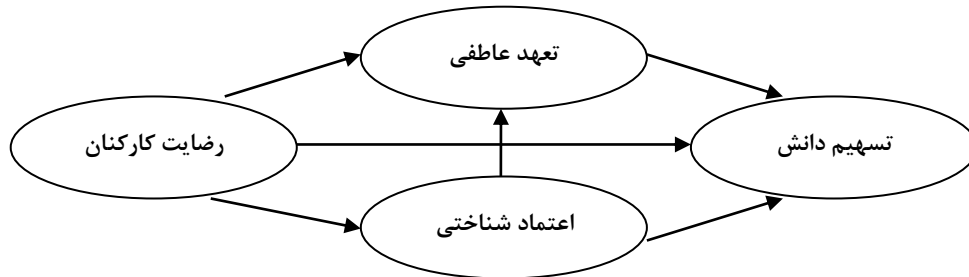 تعهد عاطفی
رضایت کارکنان
تسهیم دانش
اعتماد شناختی